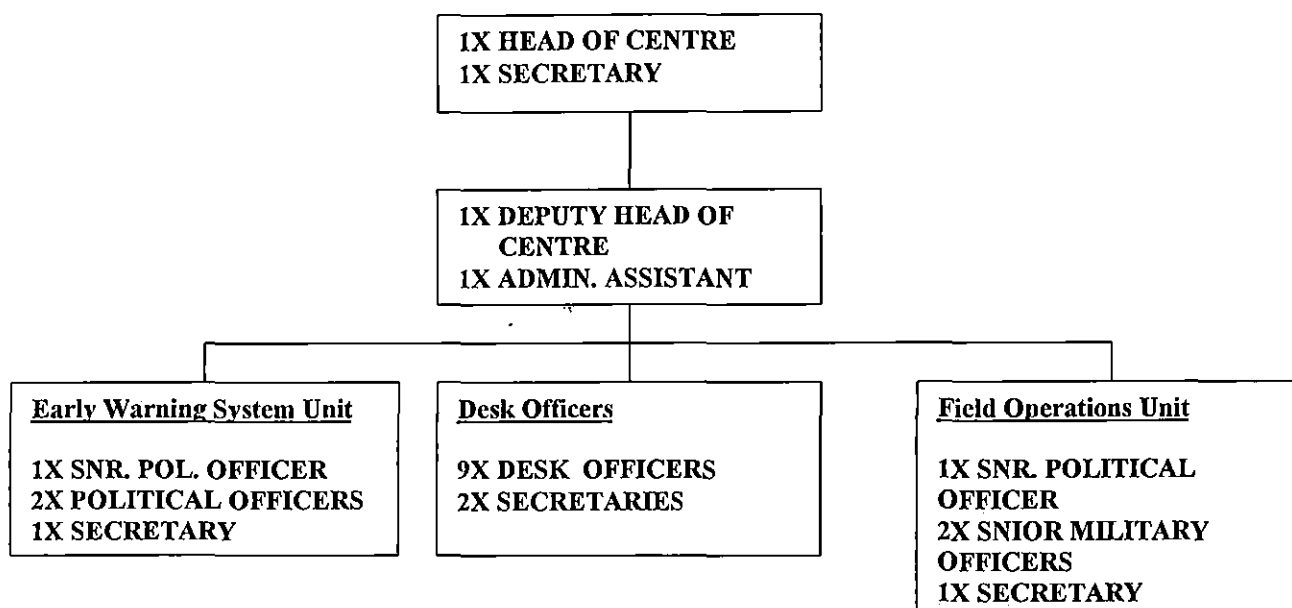 1X HEAD OF CENTRE
1X SECRETARY
1X DEPUTY HEAD OF
CENTRE
1X ADMIN. ASSISTANT
Early Warning System Unit
1X SNR. POL. OFFICER
2X POLITICAL OFFICERS
1X SECRETARY
Desk Officers
9X DESK OFFICERS
2X SECRETARIES
Field Operations Unit
1X SNR. POLITICAL
OFFICER
2X SNIOR MILITARY
OFFICERS
1X SECRETARY